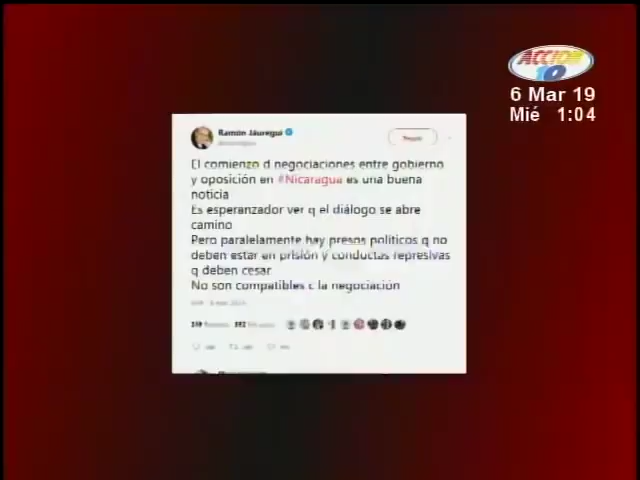 ACCION
10
6 Mar 19
Mié 1:04
Ramón Jáuregui
El comienzo d negociaciones entre gobierno
y oposición en #Nicaragua es una buena
noticia
Es esperanzador ver q el diálogo se abre
camino
Pero paralelamente hay presos políticos q no
deben estar en prisión y conductas represivas
q deben cesar
No son compatibles c la negociación